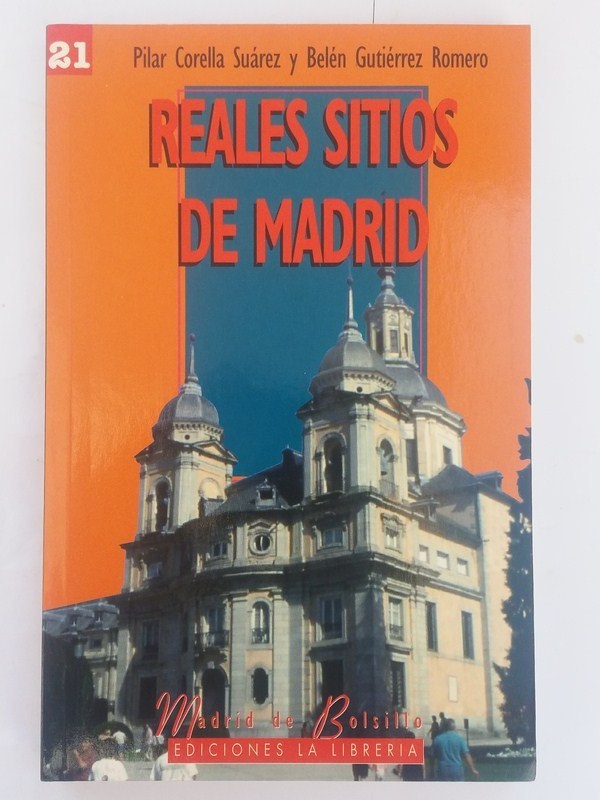 21
Pilar Corella Suárez y Belén Gutiérrez Romero
REALES SITIOS
DE MADRID
Madrid de Bolsillo
EDICIONES LA LIBRERIA